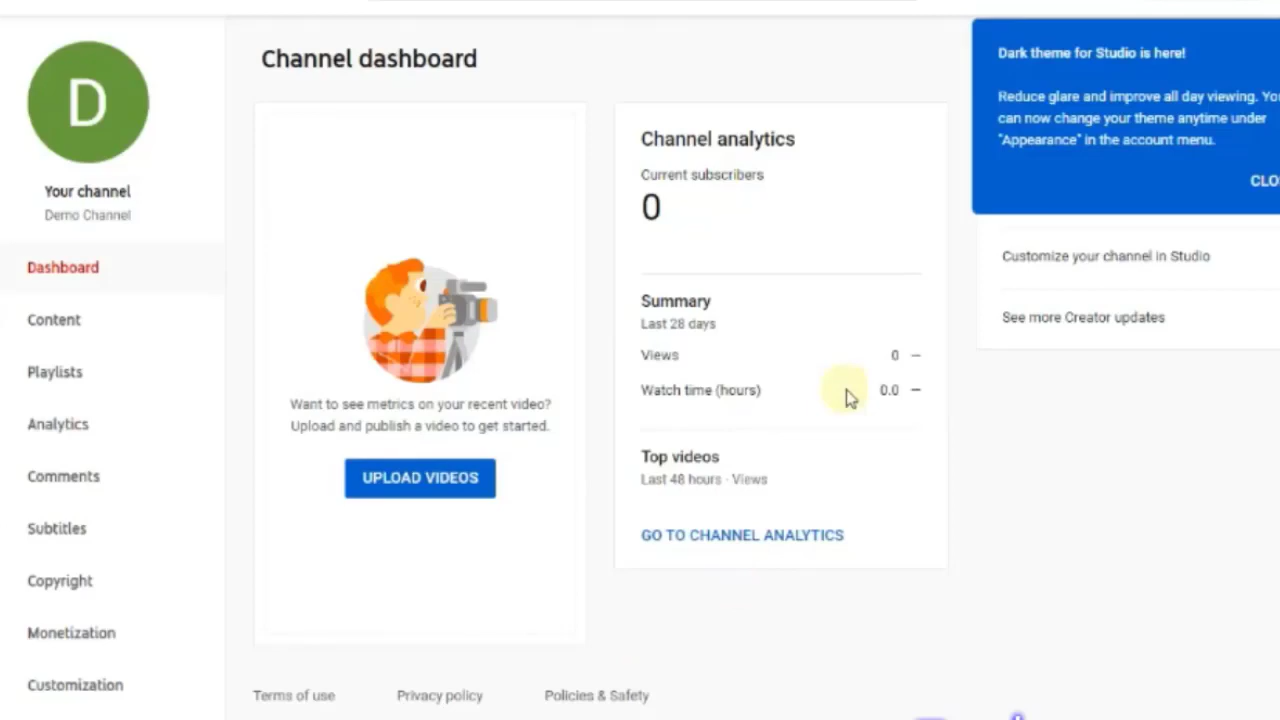 D
Your channel
Demo Channel
Dashboard
Content
Playlists
Analytics
Comments
Subtitles
Copyright
Monetization
Customization
Channel dashboard
Want to see metrics on your recent video?
Upload and publish a video to get started.
UPLOAD VIDEOS
Channel analytics
Current subscribers
0
Summary
Last 28 days
Views 0 –
Watch time (hours) 0.0 –
Top videos
Last 48 hours · Views
GO TO CHANNEL ANALYTICS
Dark theme for Studio is here!
Reduce glare and improve all day viewing.
can now change your theme anytime under
"Appearance" in the account menu.
Customize your channel in Studio
See more Creator updates
Terms of use
Privacy policy
Policies & Safety